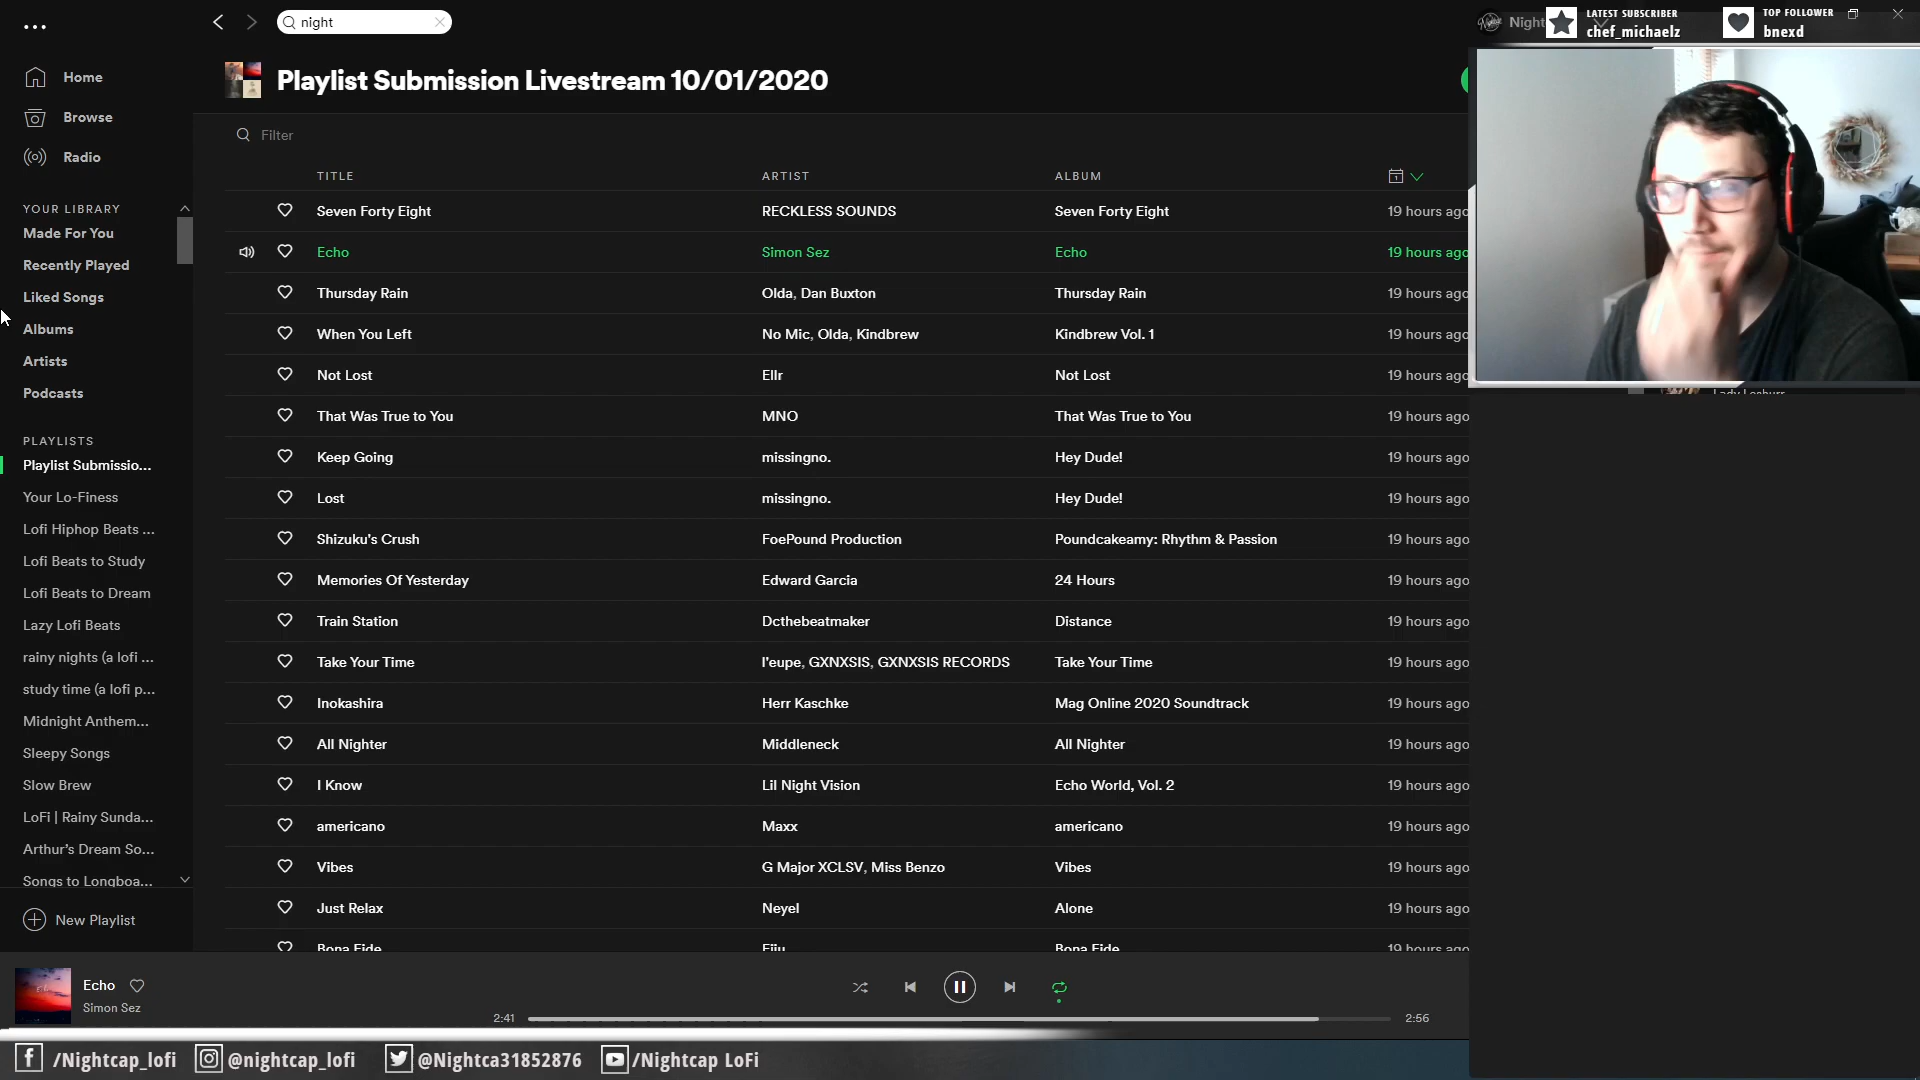 night
Night
LATEST SUBSCRIBER
chef_michaelz
TOP FOLLOWER
bnexd
Home
Browse
Radio
YOUR LIBRARY
Made For You
Recently Played
Liked Songs
Albums
Artists
Podcasts
PLAYLISTS
Playlist Submissio...
Your Lo-Finess
Lofi Hiphop Beats ...
Lofi Beats to Study
Lofi Beats to Dream
Lazy Lofi Beats
rainy nights (a lofi ...
study time (a lofi p...
Midnight Anthem...
Sleepy Songs
Slow Brew
LoFi | Rainy Sunda...
Arthur's Dream So...
Songs to Longboa...
New Playlist
Playlist Submission Livestream 10/01/2020
Filter
TITLE ARTIST ALBUM
Seven Forty Eight RECKLESS SOUNDS Seven Forty Eight 19 hours ago
Echo Simon Sez Echo 19 hours ago
Thursday Rain Olda, Dan Buxton Thursday Rain 19 hours ago
When You Left No Mic, Olda, Kindbrew Kindbrew Vol. 1 19 hours ago
Not Lost Ellr Not Lost 19 hours ago
That Was True to You MNO That Was True to You 19 hours ago
Keep Going missingno. Hey Dude! 19 hours ago
Lost missingno. Hey Dude! 19 hours ago
Shizuku's Crush FoePound Production Poundcakeamy: Rhythm & Passion 19 hours ago
Memories Of Yesterday Edward Garcia 24 Hours 19 hours ago
Train Station Dcthebeatmaker Distance 19 hours ago
Take Your Time l'eupe, GXNXSIS, GXNXSIS RECORDS Take Your Time 19 hours ago
Inokashira Herr Kaschke Mag Online 2020 Soundtrack 19 hours ago
All Nighter Middleneck All Nighter 19 hours ago
I Know Lil Night Vision Echo World, Vol. 2 19 hours ago
americano Maxx americano 19 hours ago
Vibes G Major XCLSV, Miss Benzo Vibes 19 hours ago
Just Relax Neyel Alone 19 hours ago
Bona Fide Bona Fide 19 hours ago
Echo
Simon Sez
2:41
2:56
/Nightcap_lofi @nightcap_lofi @Nightca31852876 /Nightcap LoFi